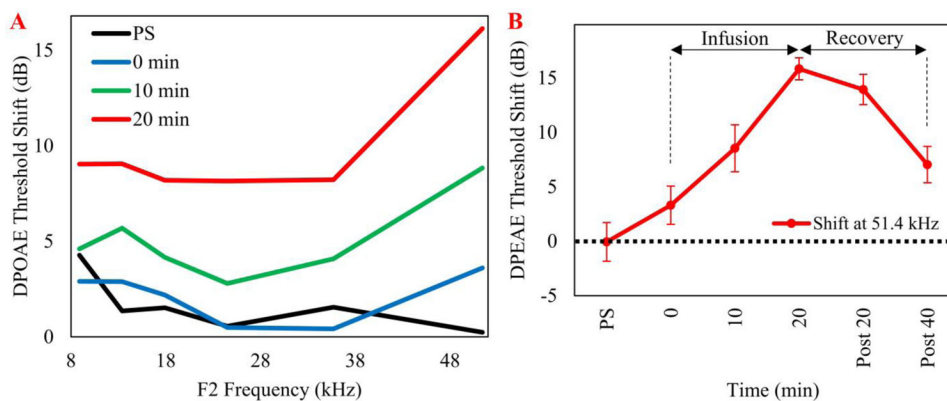 A
DPOAE Threshold Shift (dB)
15
10
5
0
PS
0 min
10 min
20 min
8
18
28
38
48
F2 Frequency (kHz)
B
DPEAE Threshold Shift (dB)
15
10
5
0
-5
Infusion
Recovery
Shift at 51.4 kHz
PS
0
10
20
Post 20
Post 40
Time (min)